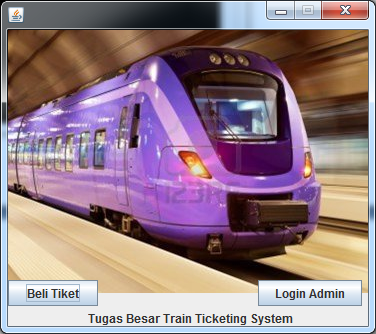 Beli Tiket
Login Admin
Tugas Besar Train Ticketing System